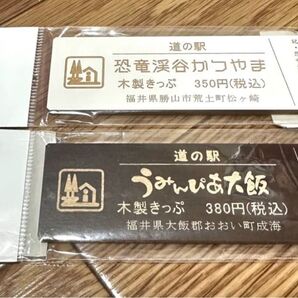 道の駅
恐竜渓谷かつやま
木製きっぷ 350円(税込)
福井県勝山市荒土町松ヶ崎
道の駅
うみんぴあ大飯
木製きっぷ 380円(税込)
福井県大飯郡おおい町成海